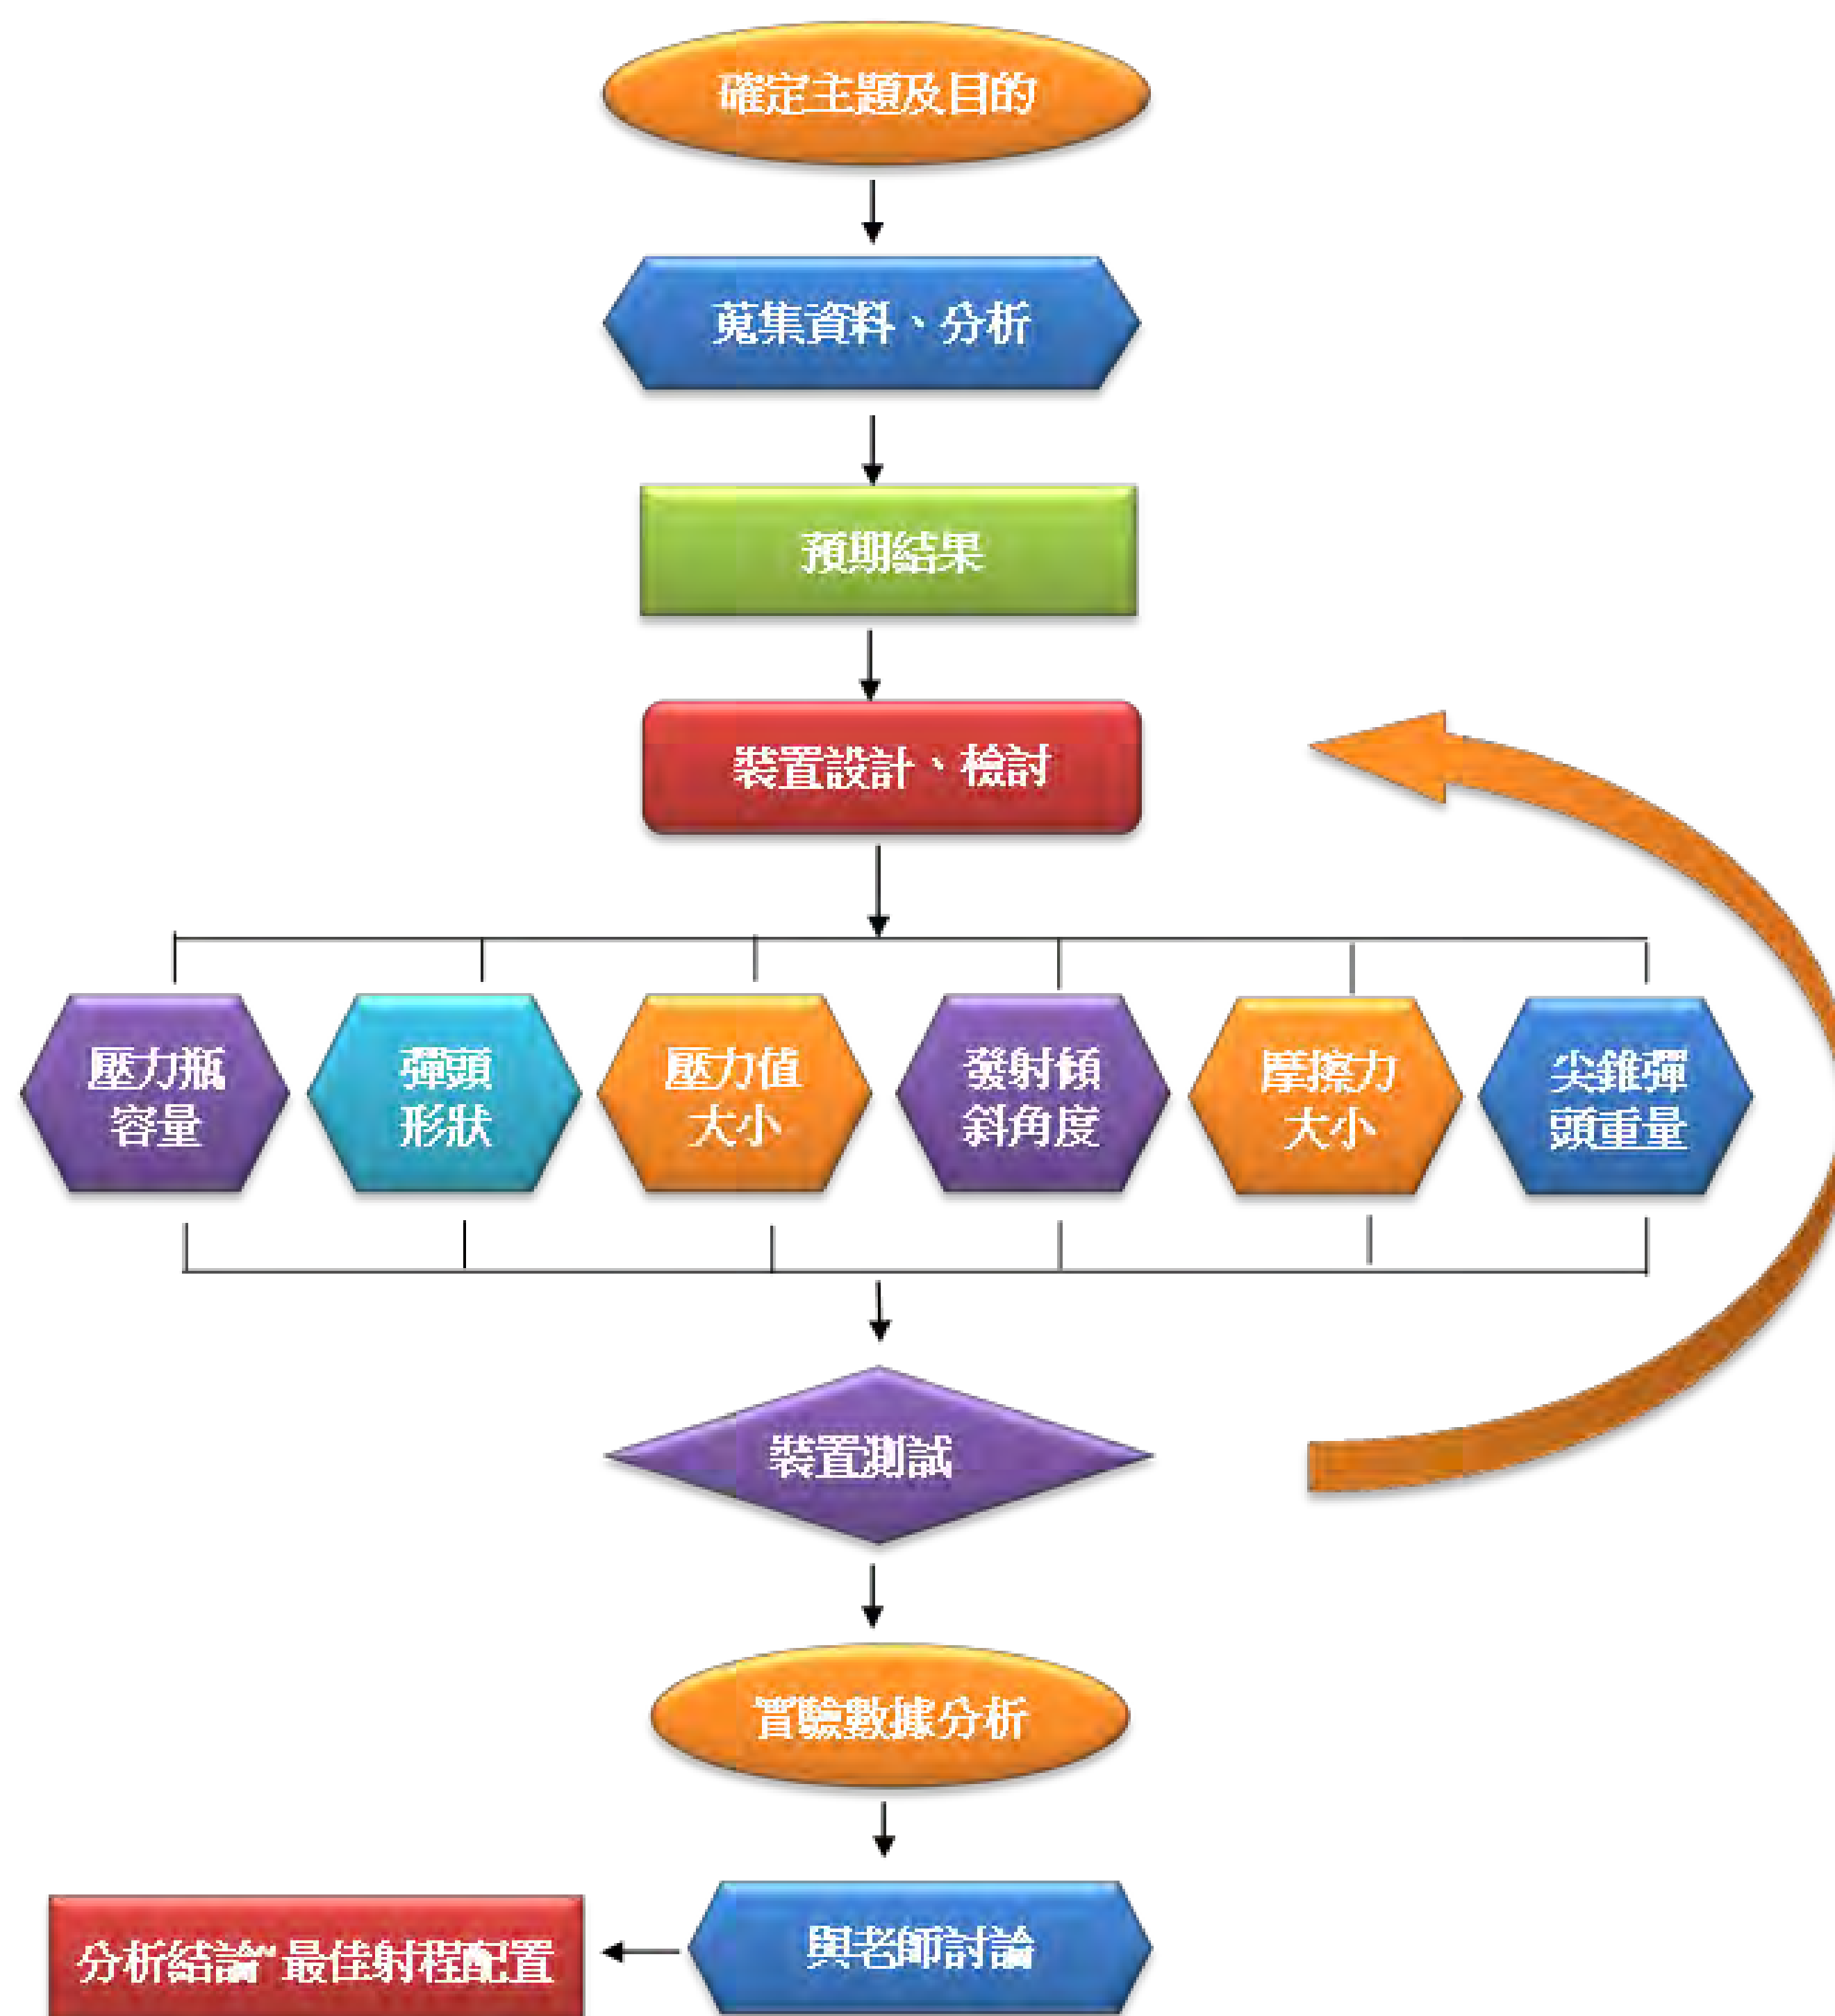 確定主題及目的
蒐集資料、分析
預期結果
裝置設計、檢討
壓力瓶
容量
彈頭
形狀
壓力值
大小
發射傾
斜角度
摩擦力
大小
尖錐彈
頭重量
裝置測試
實驗數據分析
與老師討論
分析結論"最佳射程配置